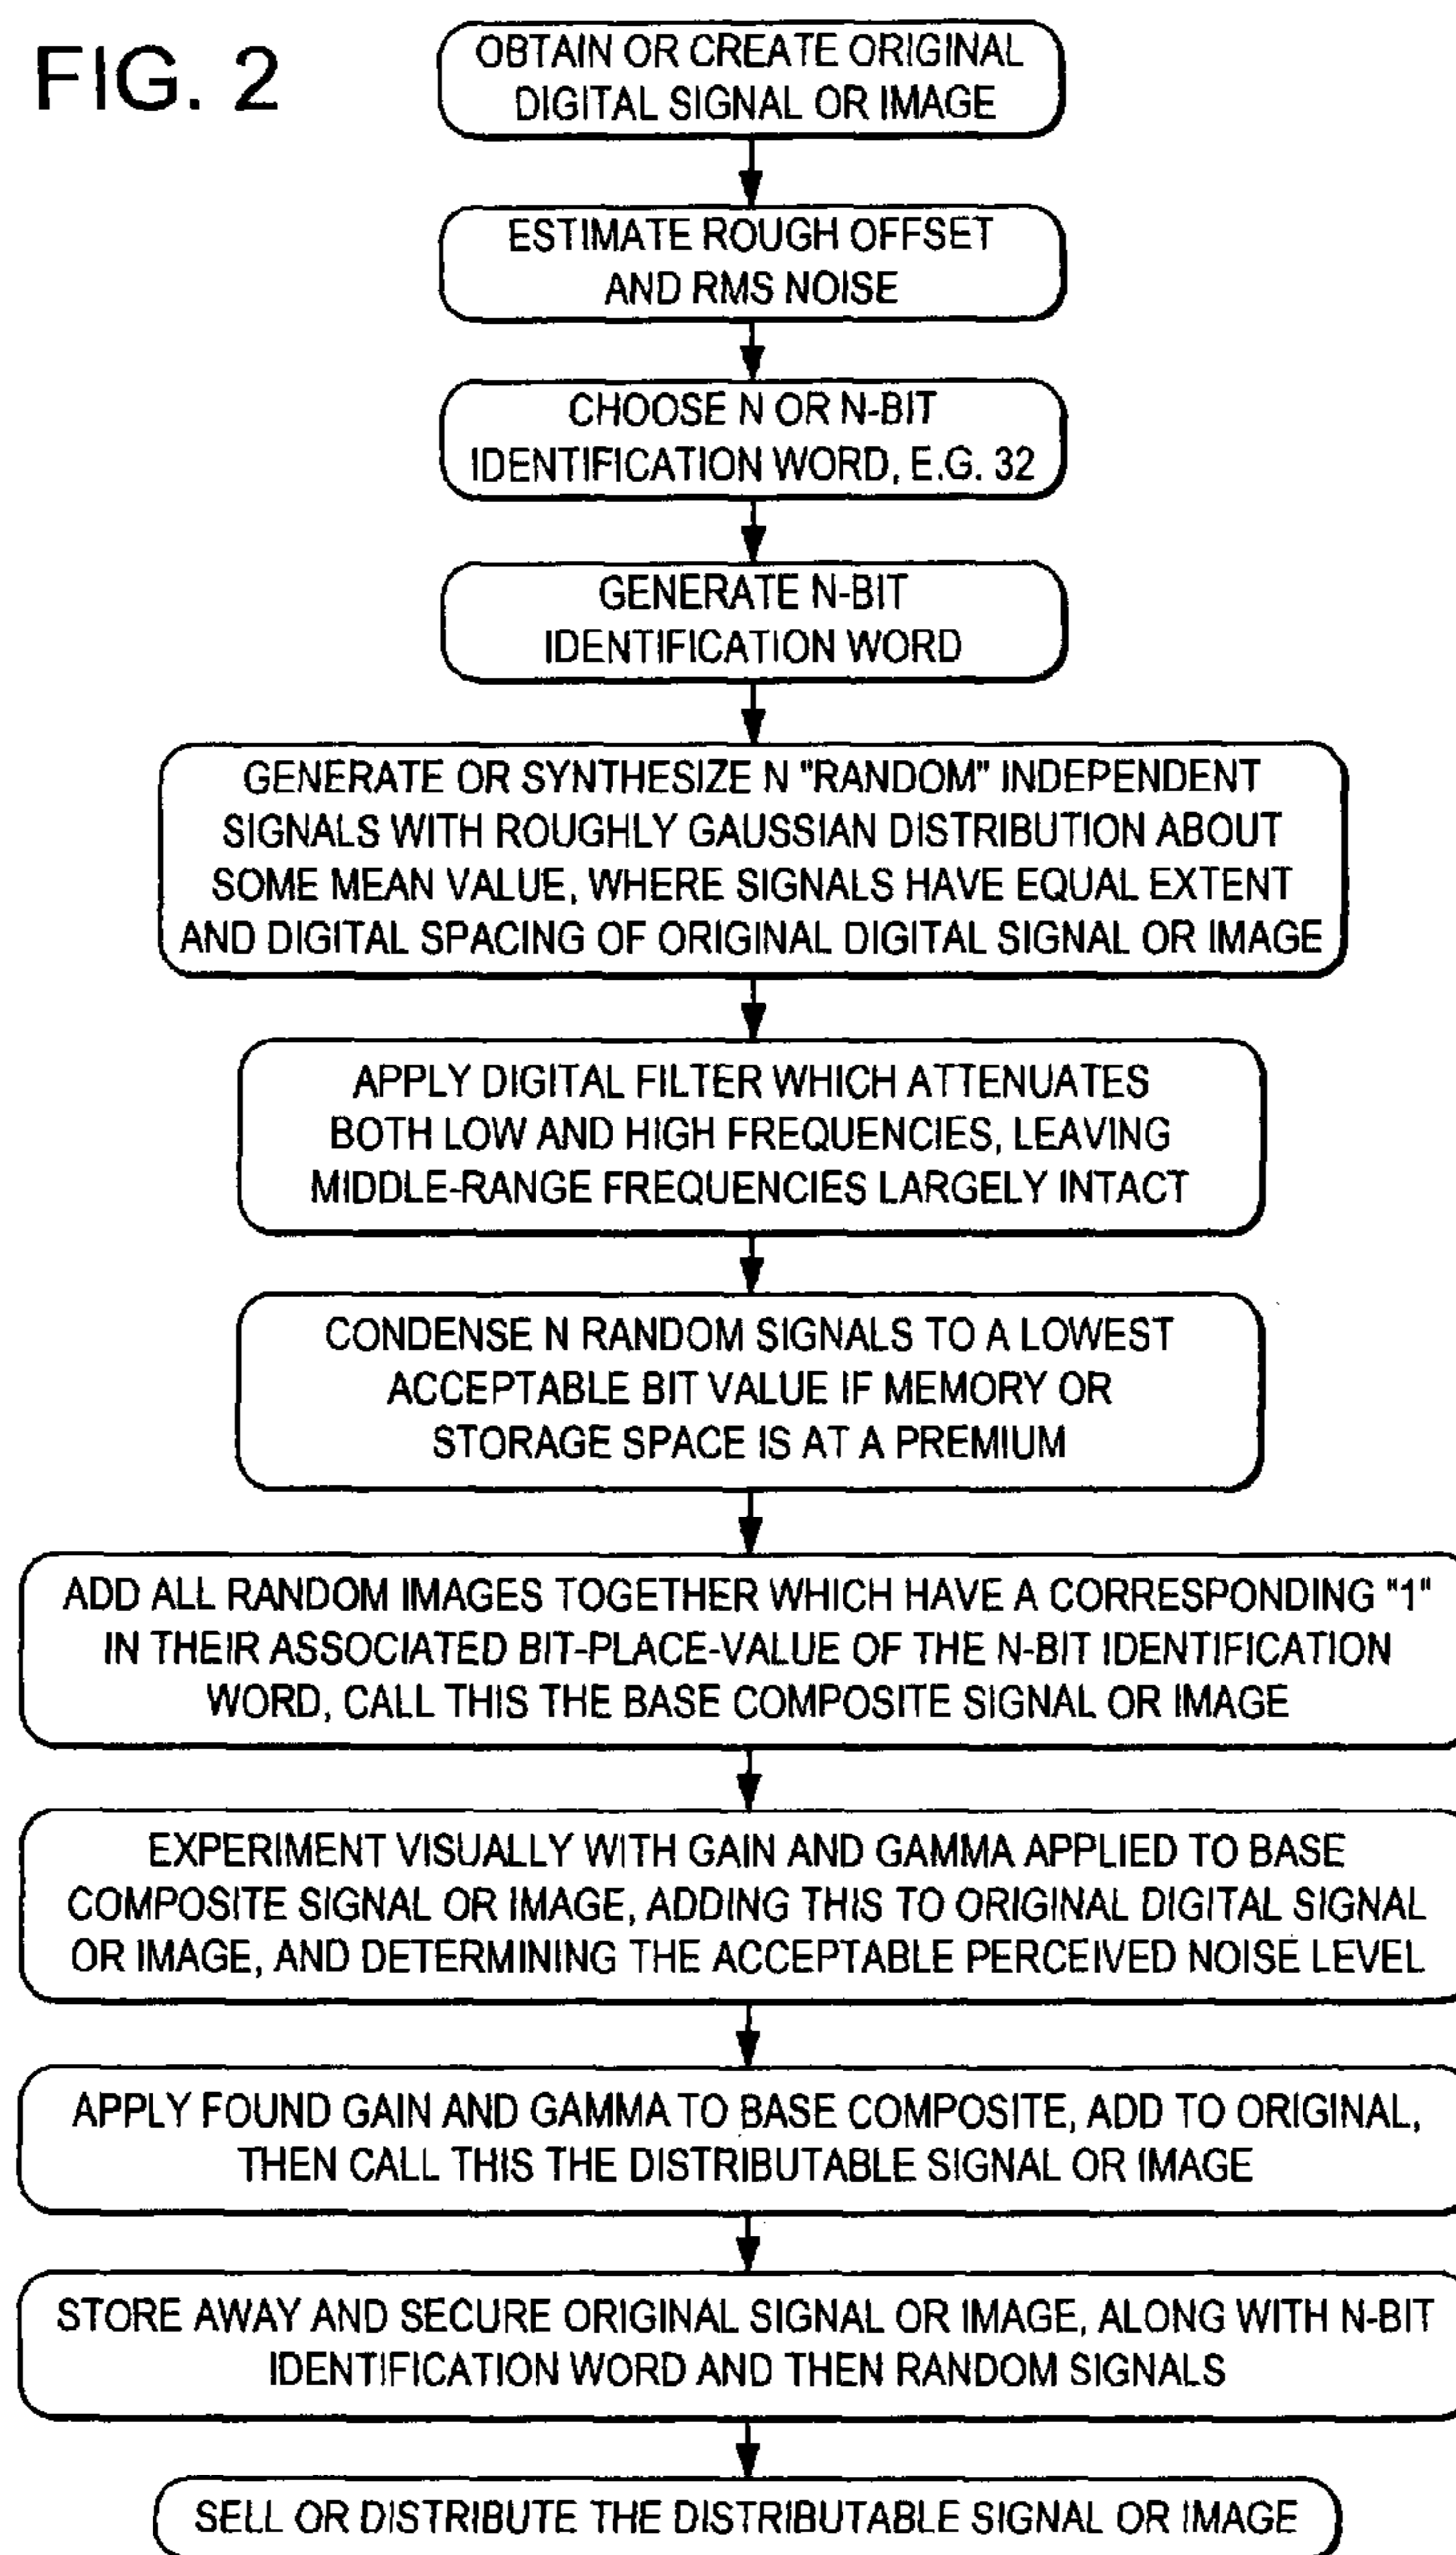 FIG. 2
OBTAIN OR CREATE ORIGINAL
DIGITAL SIGNAL OR IMAGE
ESTIMATE ROUGH OFFSET
AND RMS NOISE
CHOOSE N OR N-BIT
IDENTIFICATION WORD, E.G. 32
GENERATE N-BIT
IDENTIFICATION WORD
GENERATE OR SYNTHESIZE N "RANDOM" INDEPENDENT
SIGNALS WITH ROUGHLY GAUSSIAN DISTRIBUTION ABOUT
SOME MEAN VALUE, WHERE SIGNALS HAVE EQUAL EXTENT
AND DIGITAL SPACING OF ORIGINAL DIGITAL SIGNAL OR IMAGE
APPLY DIGITAL FILTER WHICH ATTENUATES
BOTH LOW AND HIGH FREQUENCIES, LEAVING
MIDDLE-RANGE FREQUENCIES LARGELY INTACT
CONDENSE N RANDOM SIGNALS TO A LOWEST
ACCEPTABLE BIT VALUE IF MEMORY OR
STORAGE SPACE IS AT A PREMIUM
ADD ALL RANDOM IMAGES TOGETHER WHICH HAVE A CORRESPONDING "1"
IN THEIR ASSOCIATED BIT-PLACE-VALUE OF THE N-BIT IDENTIFICATION
WORD, CALL THIS THE BASE COMPOSITE SIGNAL OR IMAGE
EXPERIMENT VISUALLY WITH GAIN AND GAMMA APPLIED TO BASE
COMPOSITE SIGNAL OR IMAGE, ADDING THIS TO ORIGINAL DIGITAL SIGNAL
OR IMAGE, AND DETERMINING THE ACCEPTABLE PERCEIVED NOISE LEVEL
APPLY FOUND GAIN AND GAMMA TO BASE COMPOSITE, ADD TO ORIGINAL,
THEN CALL THIS THE DISTRIBUTABLE SIGNAL OR IMAGE
STORE AWAY AND SECURE ORIGINAL SIGNAL OR IMAGE, ALONG WITH N-BIT
IDENTIFICATION WORD AND THEN RANDOM SIGNALS
SELL OR DISTRIBUTE THE DISTRIBUTABLE SIGNAL OR IMAGE